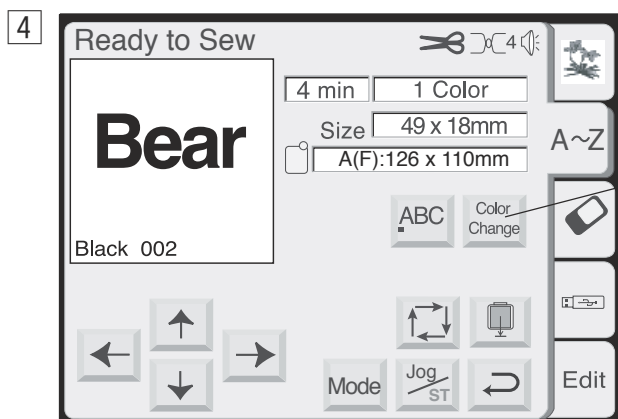 4
Ready to Sew
4
Bear
Black 002
4 min
1 Color
Size
49 x 18mm
A(F):126 x 110mm
ABC
Color
Change
Mode
Jog
ST
A~Z
Edit